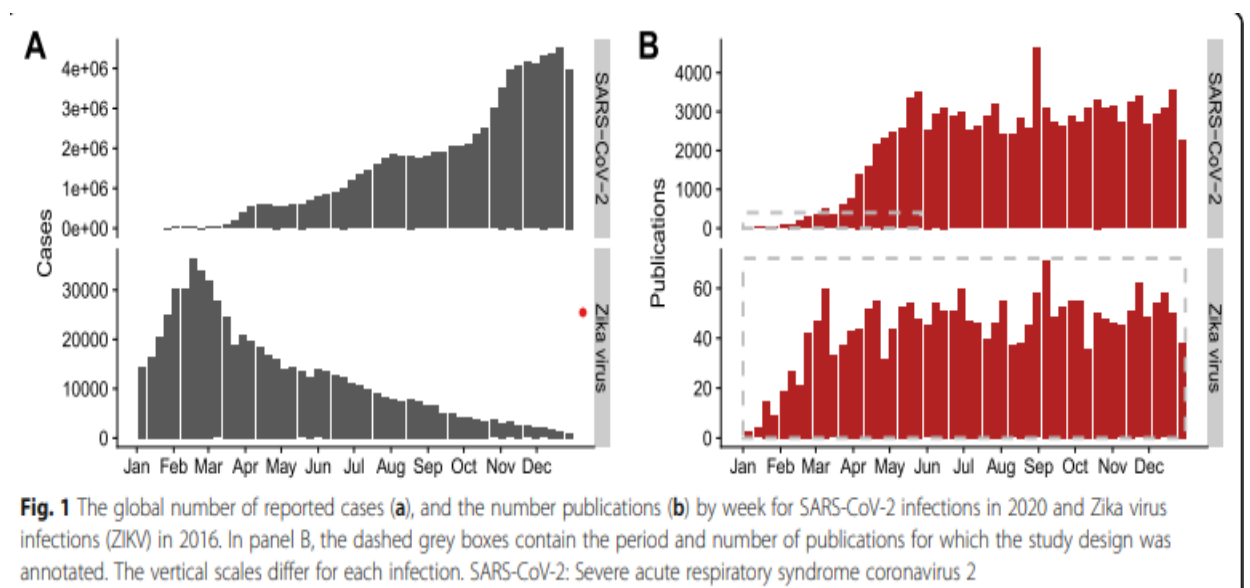 A
B
Cases
4e+06
3e+06
2e+06
1e+06
0e+00
SARS-CoV-2
30000
20000
10000
0
Zika virus
Jan Feb Mar Apr May Jun Jul Aug Sep Oct Nov Dec
Publications
4000
3000
2000
1000
0
SARS-CoV-2
60
40
20
0
Zika virus
Jan Feb Mar Apr May Jun Jul Aug Sep Oct Nov Dec
Fig. 1 The global number of reported cases (a), and the number publications (b) by week for SARS-CoV-2 infections in 2020 and Zika virus
infections (ZIKV) in 2016. In panel B, the dashed grey boxes contain the period and number of publications for which the study design was
annotated. The vertical scales differ for each infection. SARS-CoV-2: Severe acute respiratory syndrome coronavirus 2